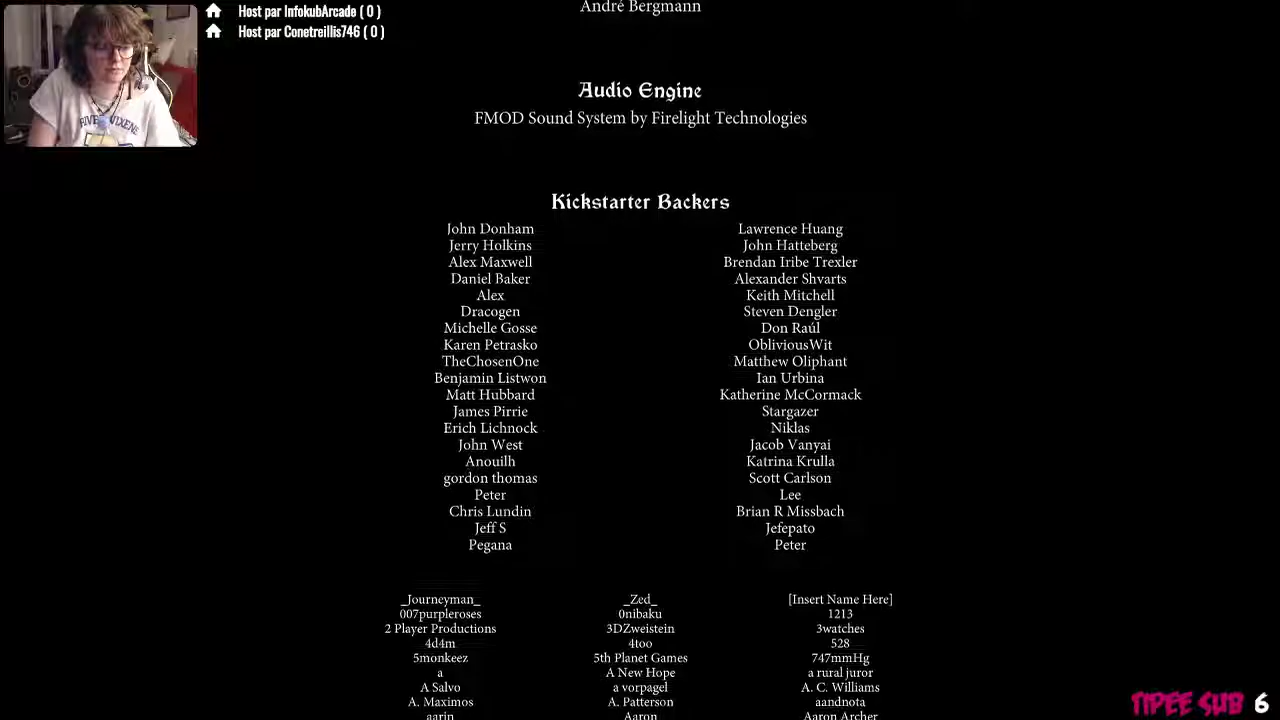 Host par InfokubArcade ( 0 )
Host par Conetreillis746 ( 0 )
FIVE VIXENE
André Bergmann
Audio Engine
FMOD Sound System by Firelight Technologies
Kickstarter Backers
John Donham Lawrence Huang
Jerry Holkins John Hatteberg
Alex Maxwell Brendan Iribe Trexler
Daniel Baker Alexander Shvarts
Alex Keith Mitchell
Dracogen Steven Dengler
Michelle Gosse Don Raúl
Karen Petrasko ObliviousWit
TheChosenOne Matthew Oliphant
Benjamin Listwon Ian Urbina
Matt Hubbard Katherine McCormack
James Pirrie Stargazer
Erich Lichnock Niklas
John West Jacob Vanyai
Anouilh Katrina Krulla
gordon thomas Scott Carlson
Peter Lee
Chris Lundin Brian R Missbach
Jeff S Jefepato
Pegana Peter
_Journeyman_ _Zed_ [Insert Name Here]
007purpleroses 0nibaku 1213
2 Player Productions 3DZweistein 3watches
4d4m 4too 528
5monkeez 5th Planet Games 747mmHg
a A New Hope a rural juror
A Salvo a vorpagel A. C. Williams
A. Maximos A. Patterson aandnota
aarin Aaron Aaron Archer
TIPEE SUB 6